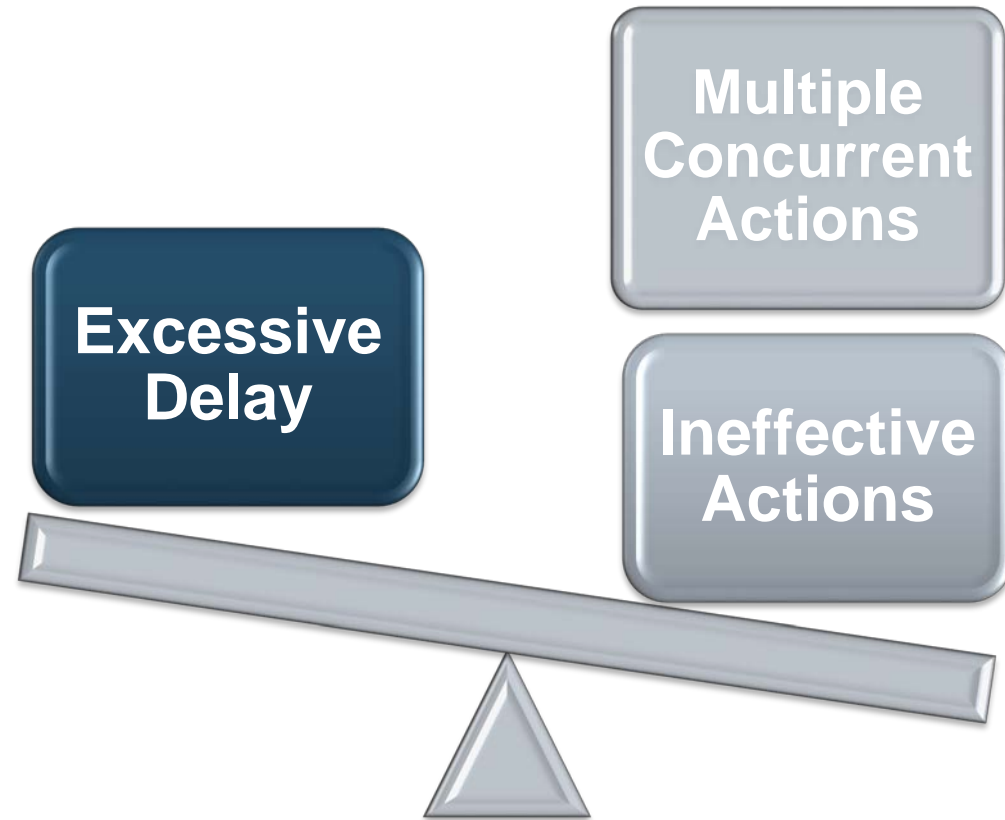 Excessive
Delay
Multiple
Concurrent
Actions
Ineffective
Actions